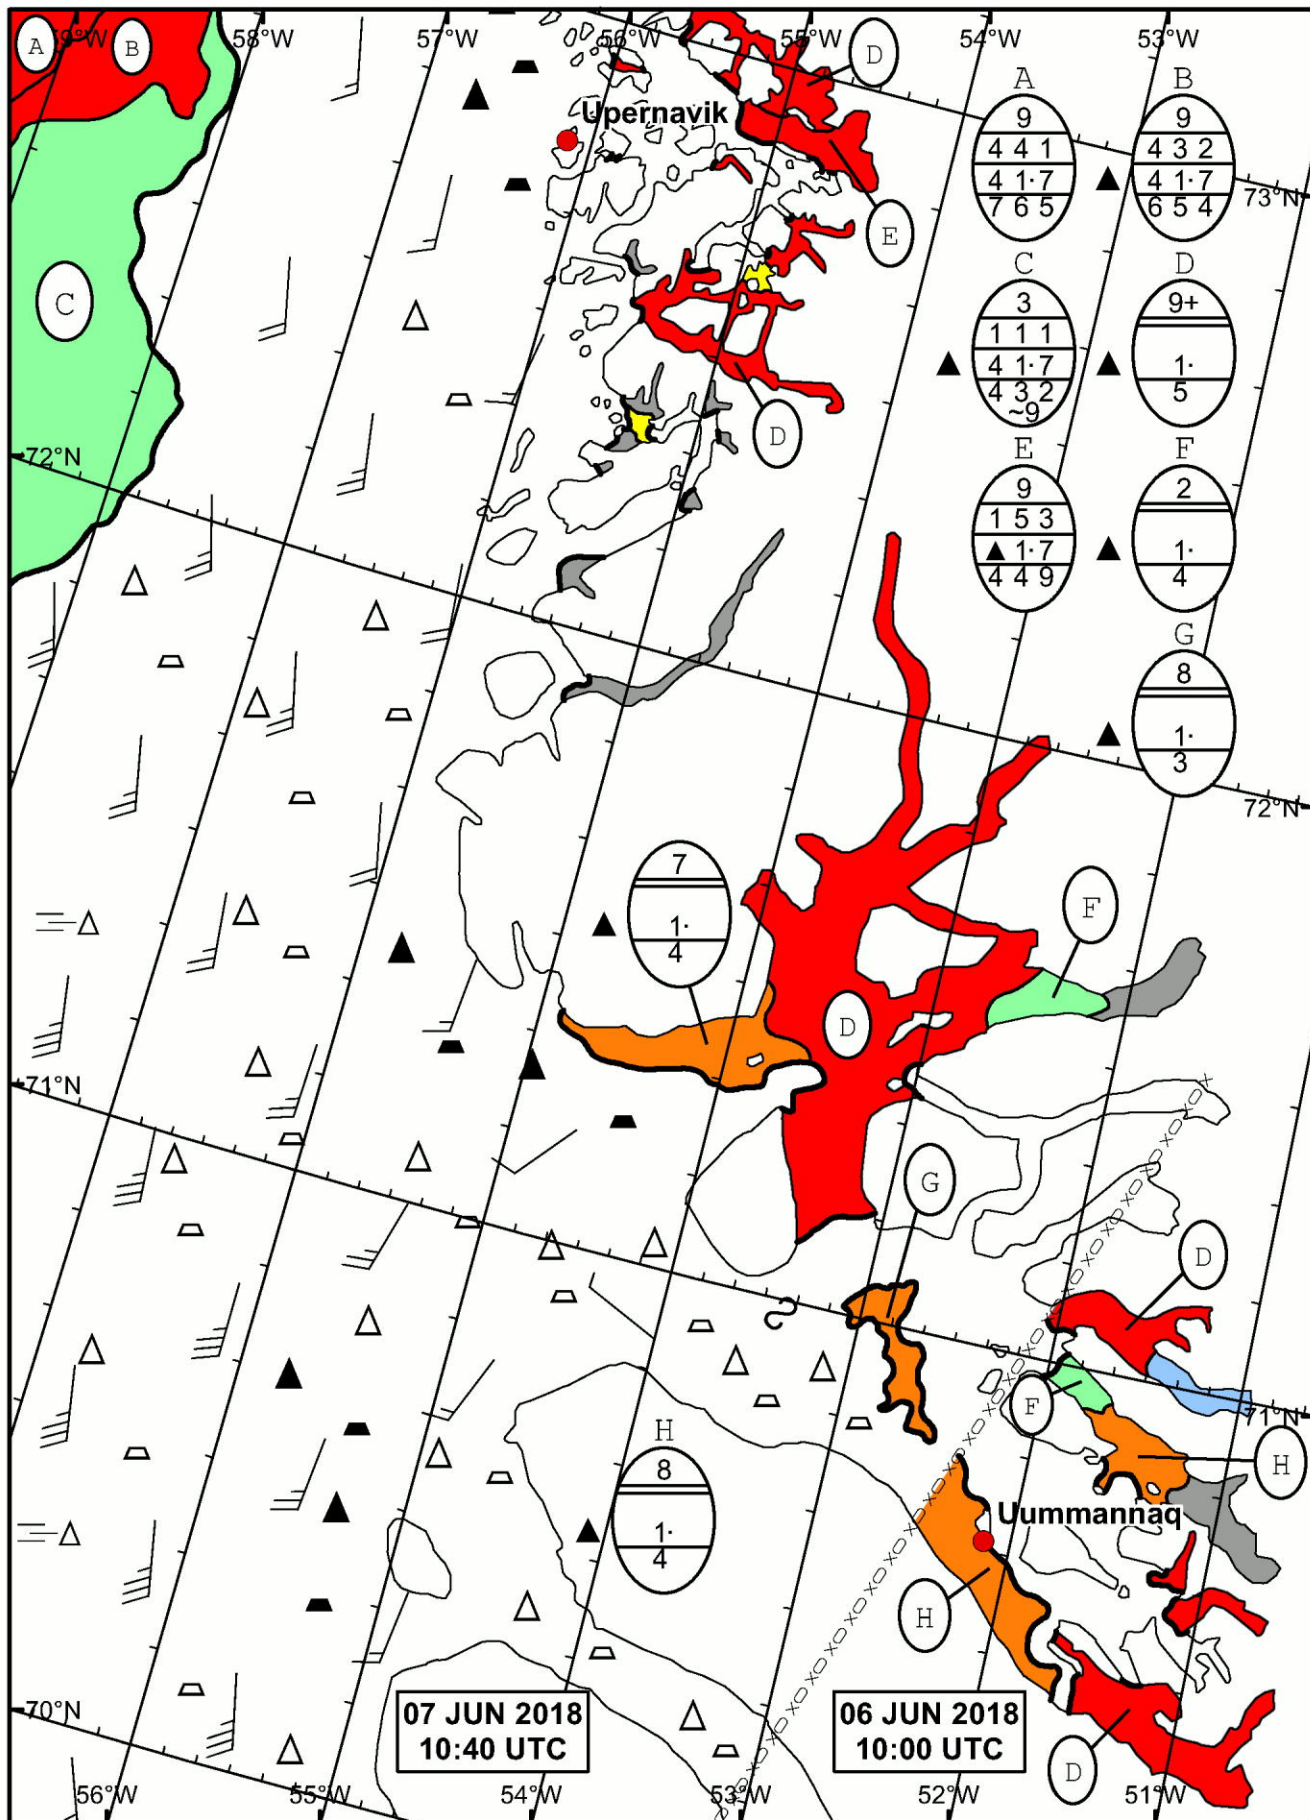 59°W 58°W 57°W 56°W 55°W 54°W 53°W
A B D
Upernavik
A B
9 9
4 4 1 4 3 2
4 1· 7 4 1· 7
7 6 5 6 5 4
73°N
E
C
C D
3 9+
1 1 1
4 1· 7 1·
4 3 2 5
~9
D
72°N
E F
9 2
1 5 3
1· 7 1·
4 4 9 4
G
8
1·
3
72°N
7
1·
4
F
D
71°N
G
D
F
71°N
H
H
8
1·
4
Uummannaq
H
70°N
07 JUN 2018
10:40 UTC
06 JUN 2018
10:00 UTC
D
56°W 55°W 54°W 53°W 52°W 51°W